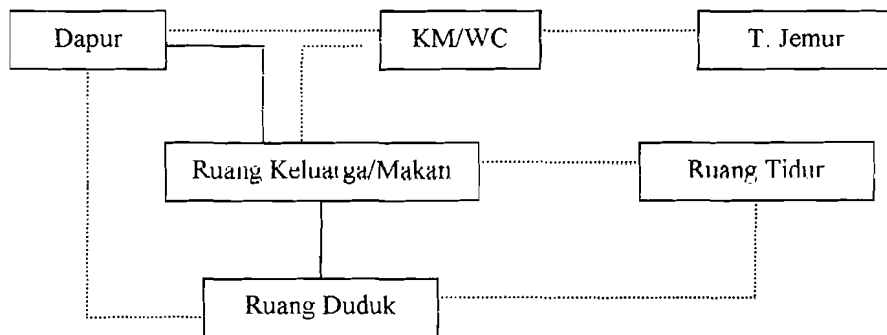 Dapur
KM/WC
T. Jemur
Ruang Keluarga/Makan
Ruang Tidur
Ruang Duduk